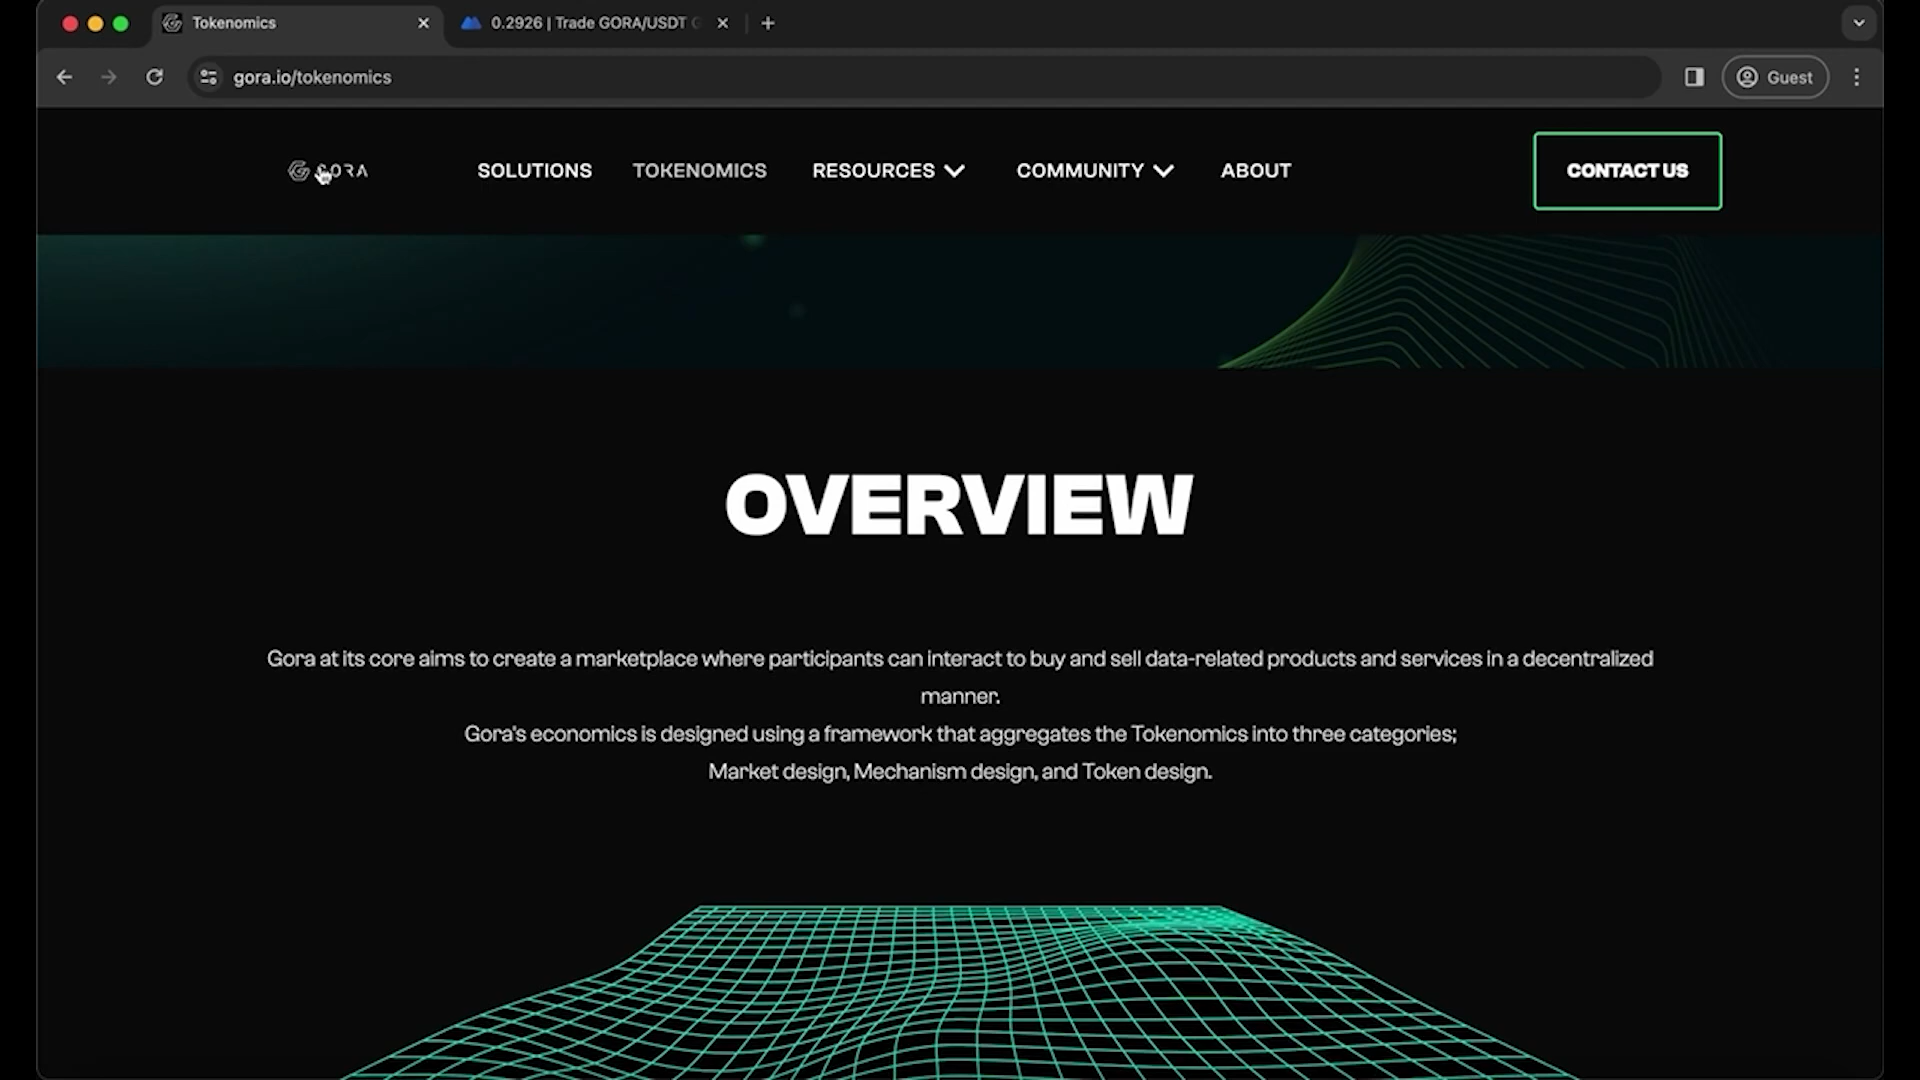 Tokenomics
0.2926 | Trade GORA/USDT
gora.io/tokenomics
Guest
GORA
SOLUTIONS
TOKENOMICS
RESOURCES
COMMUNITY
ABOUT
CONTACT US
OVERVIEW
Gora at its core aims to create a marketplace where participants can interact to buy and sell data-related products and services in a decentralized
manner.
Gora's economics is designed using a framework that aggregates the Tokenomics into three categories;
Market design, Mechanism design, and Token design.